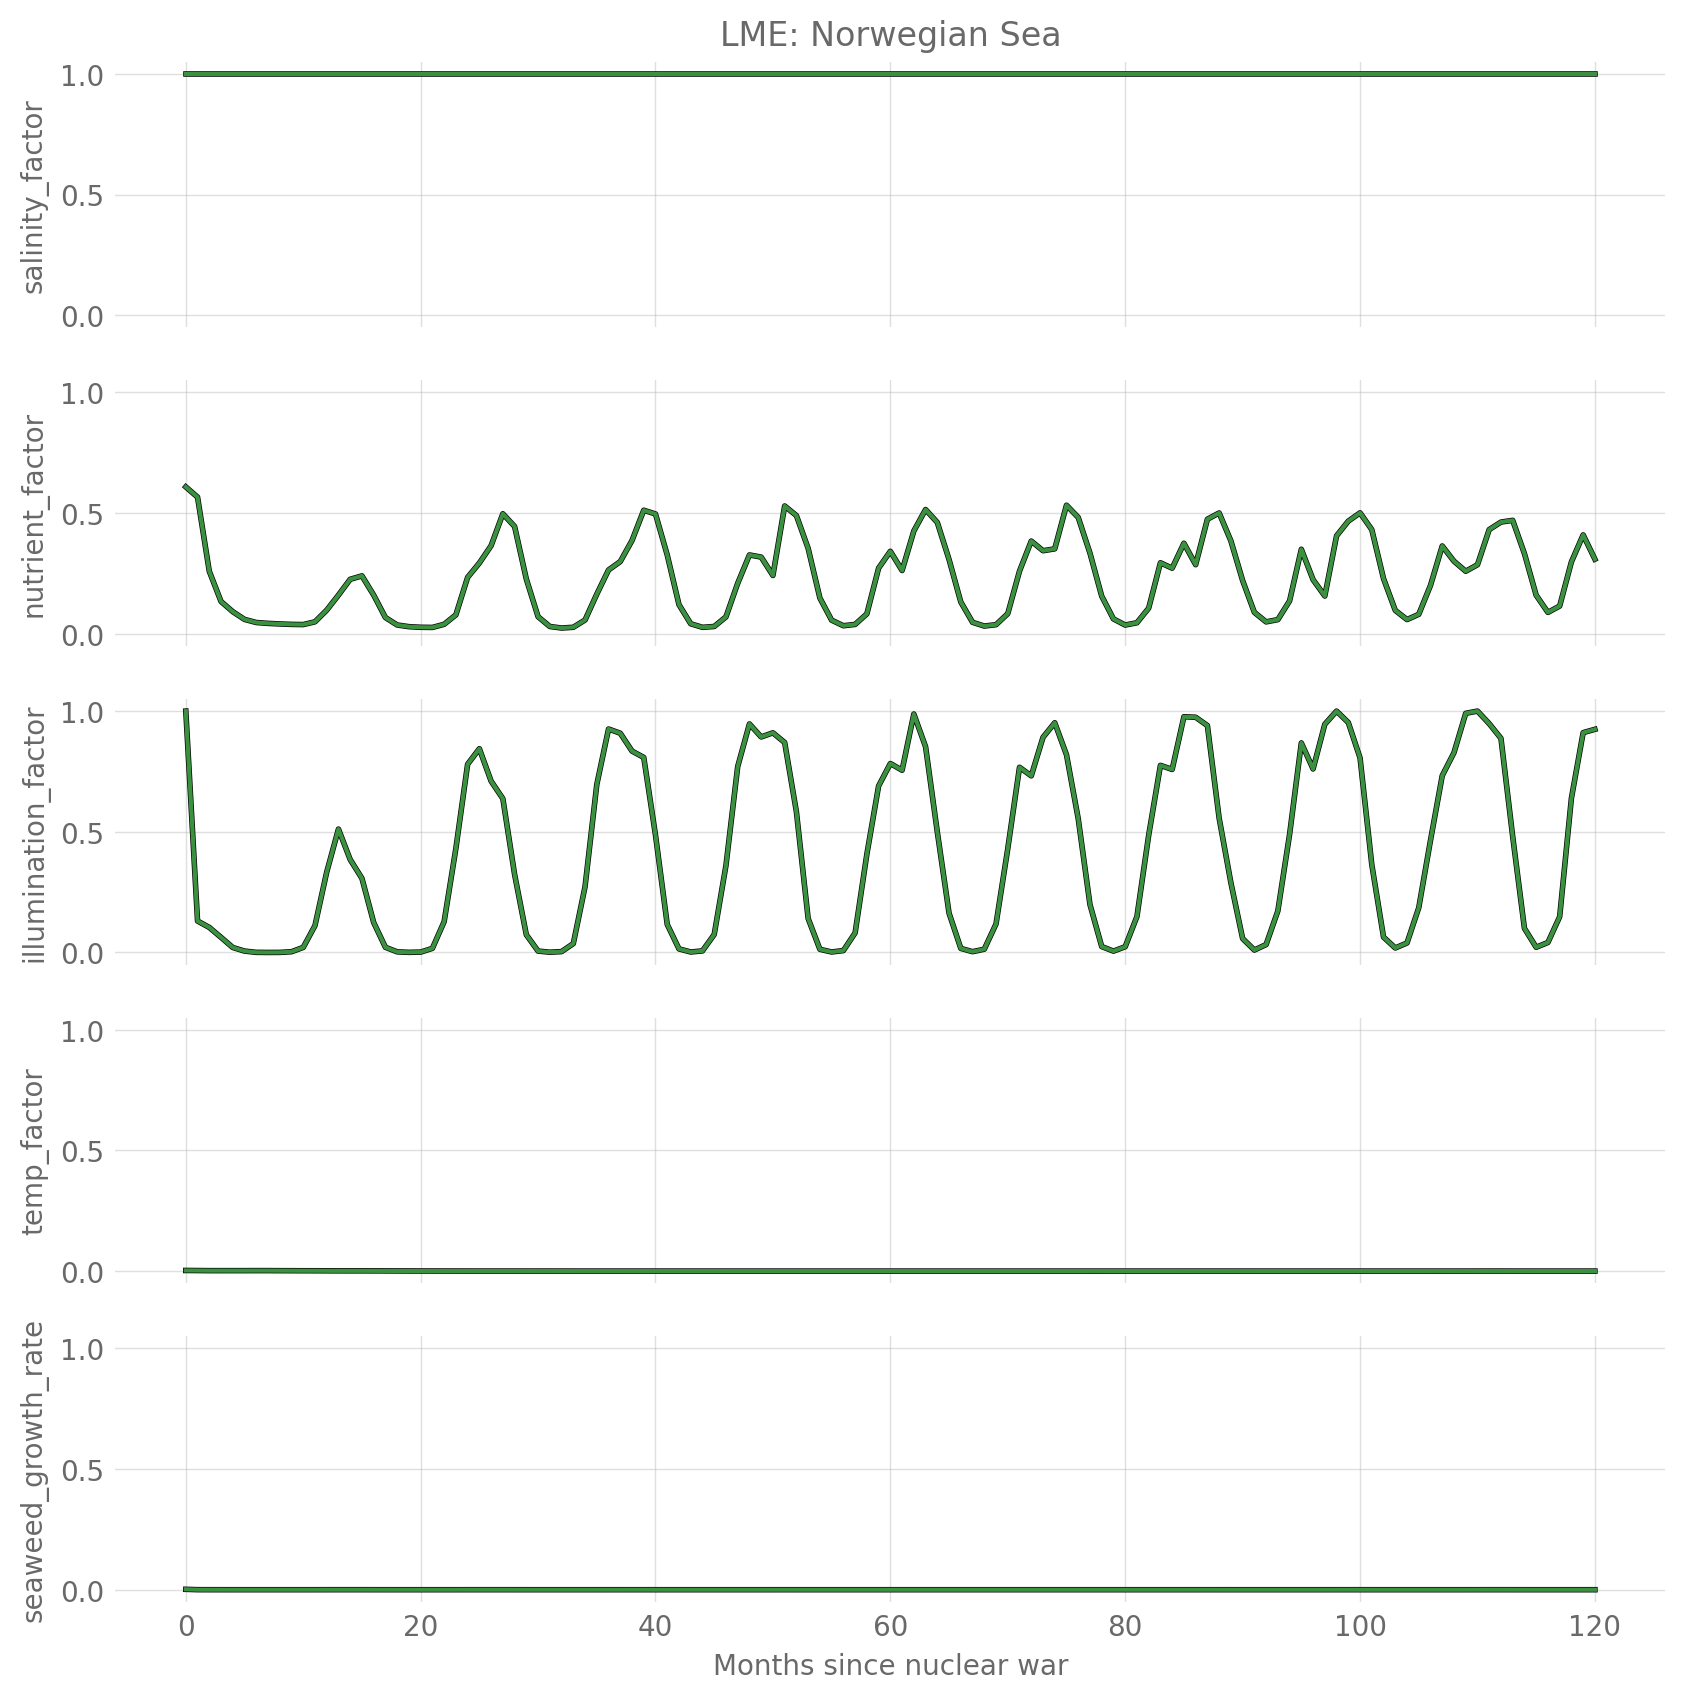 LME: Norwegian Sea
salinity_factor
1.0
0.5
0.0
nutrient_factor
1.0
0.5
0.0
illumination_factor
1.0
0.5
0.0
temp_factor
1.0
0.5
0.0
seaweed_growth_rate
1.0
0.5
0.0
0 20 40 60 80 100 120
Months since nuclear war